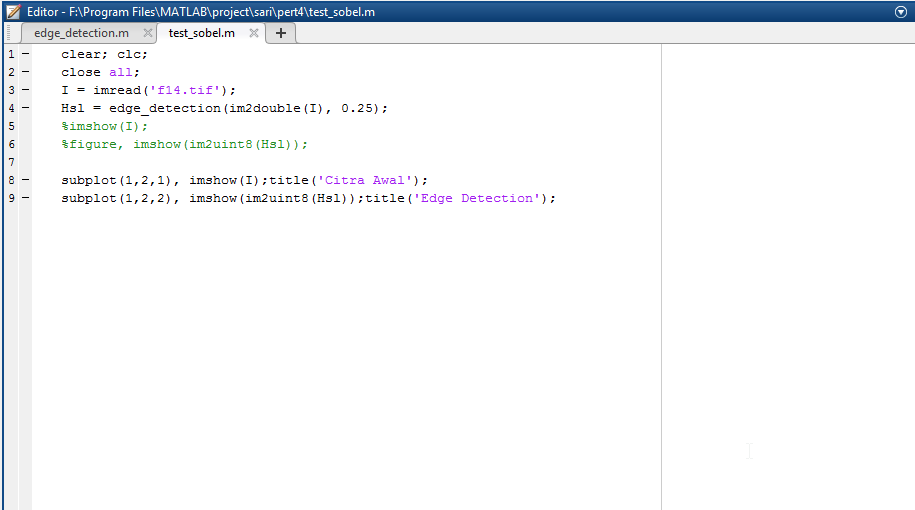 Editor - F:\Program Files\MATLAB\project\sari\pert4\test_sobel.m
edge_detection.m test_sobel.m +
1 - clear; clc;
2 - close all;
3 - I = imread('f14.tif');
4 - Hsl = edge_detection(im2double(I), 0.25);
5 %imshow(I);
6 %figure, imshow(im2uint8(Hsl));
7
8 - subplot(1,2,1), imshow(I);title('Citra Awal');
9 - subplot(1,2,2), imshow(im2uint8(Hsl));title('Edge Detection');